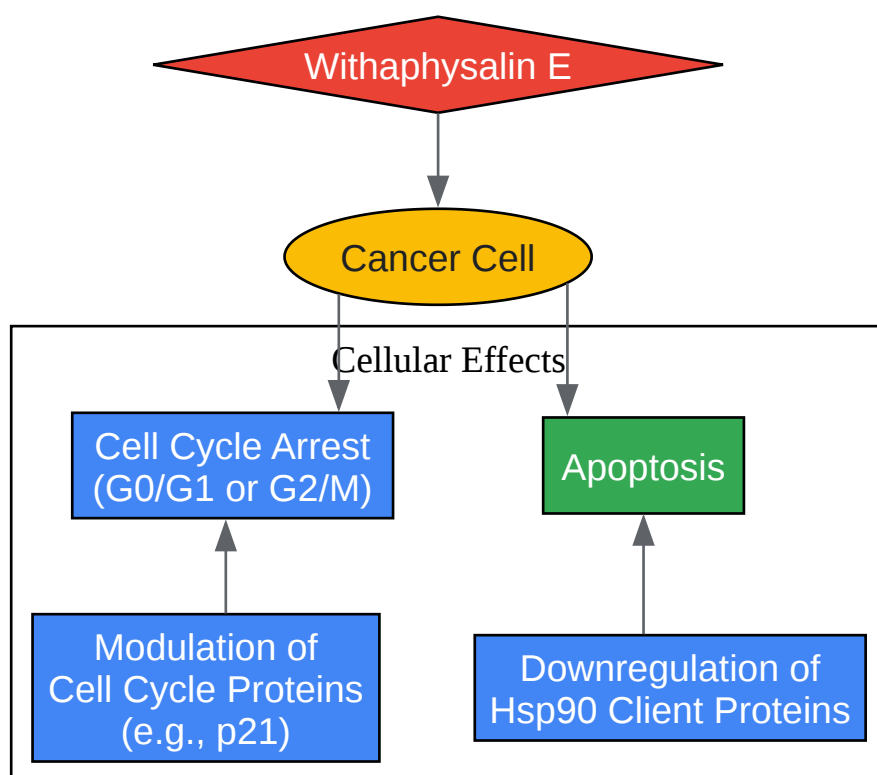 Withaphysalin E
Cancer Cell
Cellular Effects
Cell Cycle Arrest
(G0/G1 or G2/M)
Apoptosis
Modulation of
Cell Cycle Proteins
(e.g., p21)
Downregulation of
Hsp90 Client Proteins